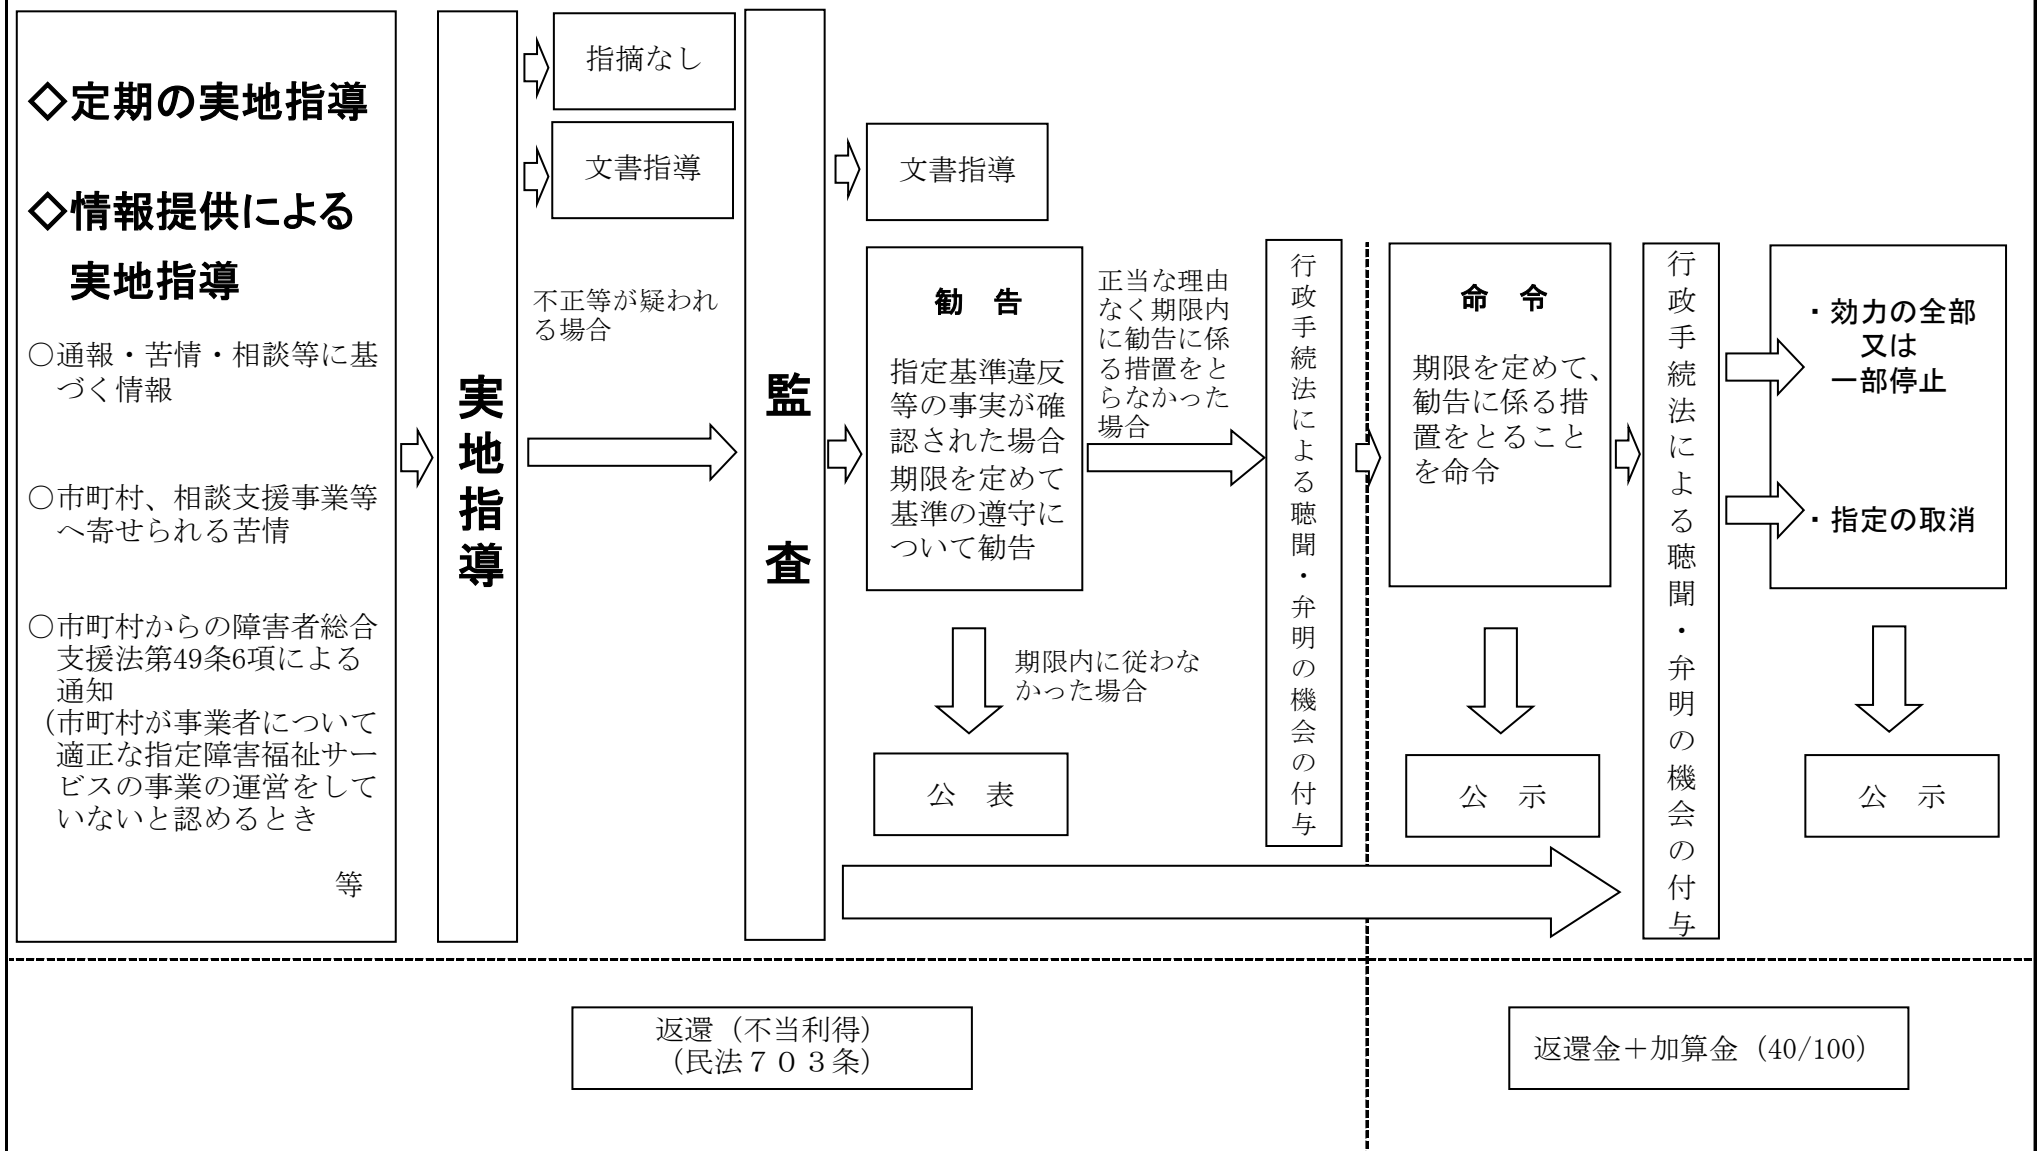 ◇定期の実地指導
◇情報提供による
実地指導
○通報・苦情・相談等に基
づく情報
○市町村、相談支援事業等
へ寄せられる苦情
○市町村からの障害者総合
支援法第49条6項による
通知
（市町村が事業者について
適正な指定障害福祉サー
ビスの事業の運営をして
いないと認めるとき
等
実地指導
指摘なし
文書指導
不正等が疑われ
る場合
監査
文書指導
勧　告
指定基準違反
等の事実が確
認された場合
期限を定めて
基準の遵守に
ついて勧告
期限内に従わな
かった場合
公　表
正当な理由
なく期限内
に勧告に係
る措置をと
らなかった
場合
行政手続法による聴聞・弁明の機会の付与
命　令
期限を定めて、
勧告に係る措
置をとること
を命令
公　示
行政手続法による聴聞・弁明の機会の付与
・効力の全部
又は
一部停止
・指定の取消
公　示
返還（不当利得）
（民法７０３条）
返還金＋加算金（40/100）